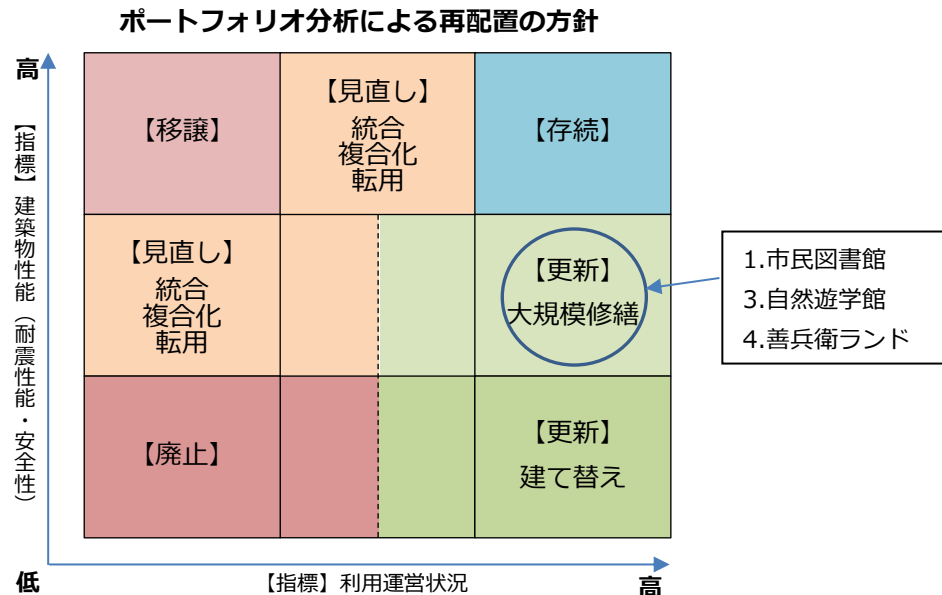 ポートフォリオ分析による再配置の方針
高
【指標】建築物性能（耐震性能・安全性）
【移譲】
【見直し】
統合
複合化
転用
【存続】
【見直し】
統合
複合化
転用
【更新】
大規模修繕
1.市民図書館
3.自然遊学館
4.善兵衛ランド
【廃止】
【更新】
建て替え
低
【指標】利用運営状況
高